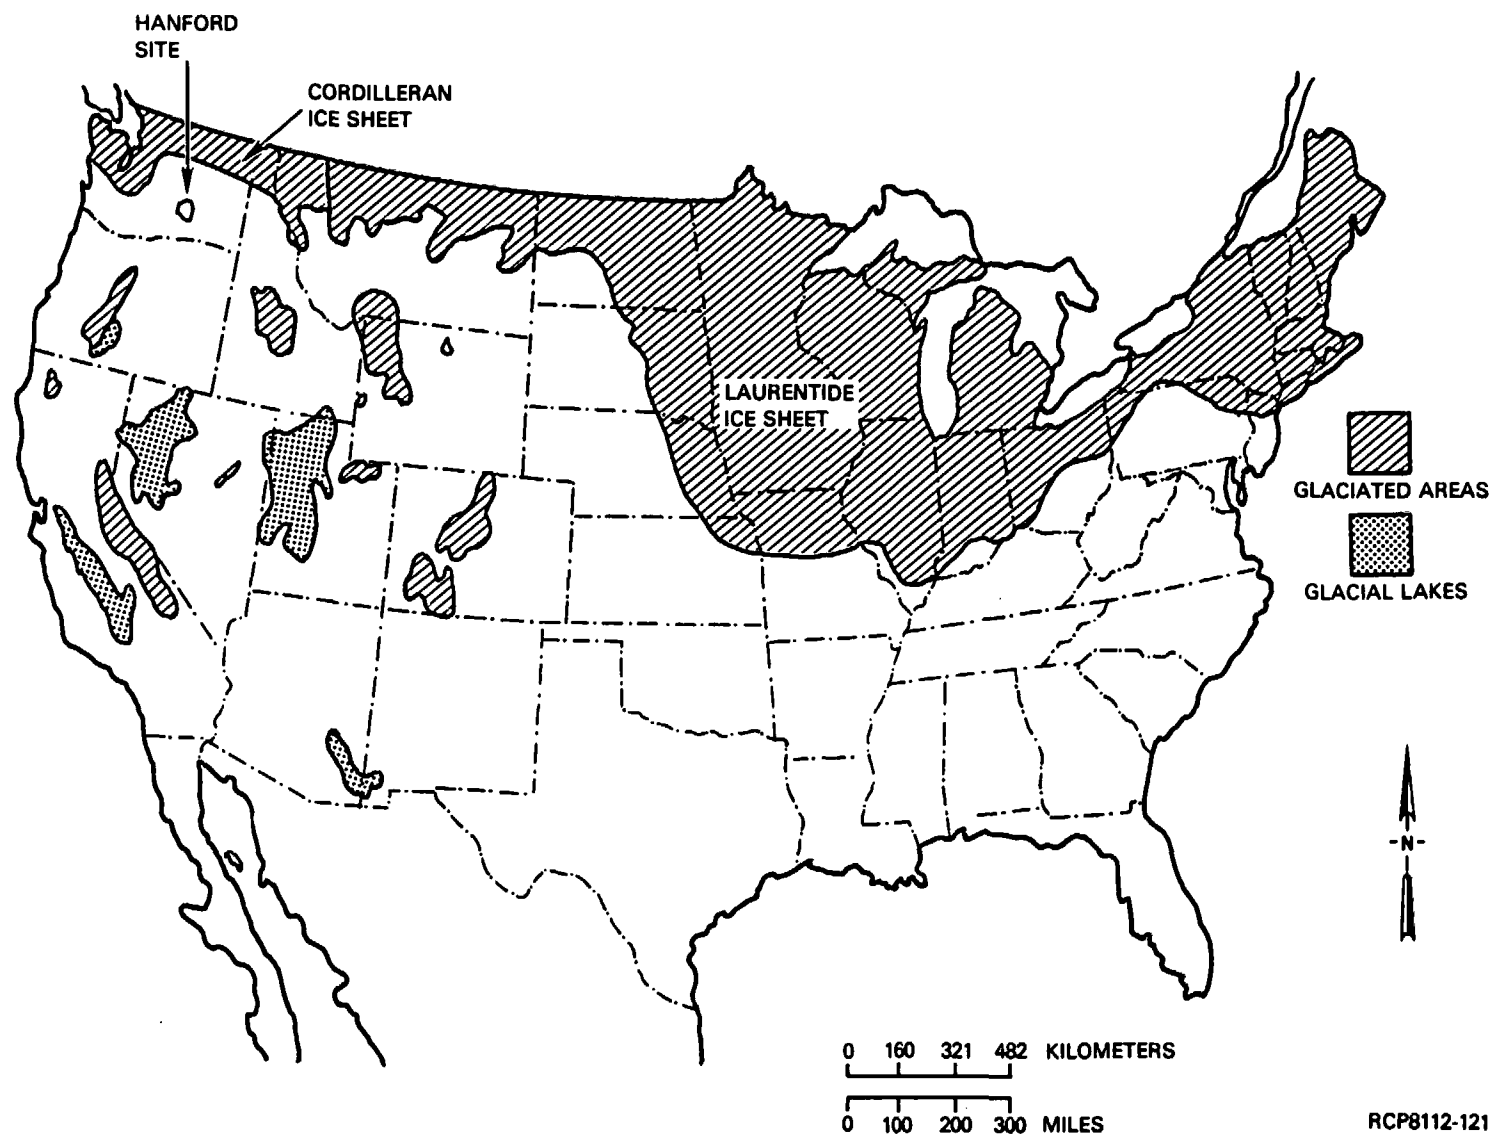 HANFORD
SITE
CORDILLERAN
ICE SHEET
LAURENTIDE
ICE SHEET
GLACIATED AREAS
GLACIAL LAKES
-N-
0 160 321 482 KILOMETERS
0 100 200 300 MILES
RCP8112-121